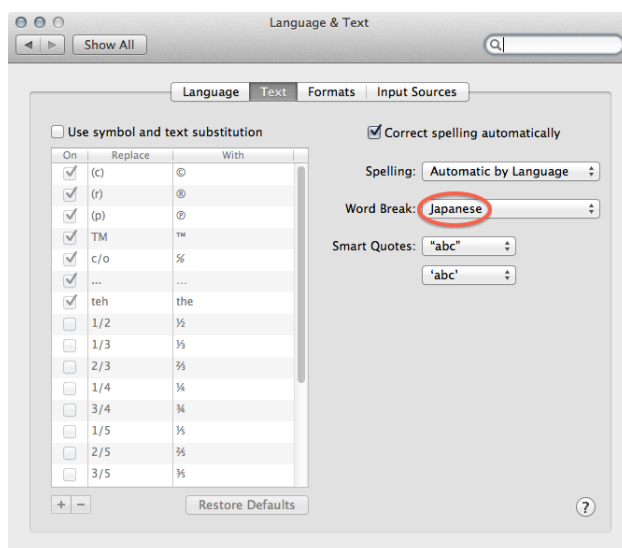 Language & Text
Show All
Language Text Formats Input Sources
Use symbol and text substitution
On Replace With
(c) ©
(r) ®
(p) ℗
TM ™
c/o ℅
... …
teh the
1/2 ½
1/3 ⅓
2/3 ⅔
1/4 ¼
3/4 ¾
1/5 ⅕
2/5 ⅖
3/5 ⅗
+ −
Restore Defaults
Correct spelling automatically
Spelling: Automatic by Language
Word Break: Japanese
Smart Quotes: “abc”
‘abc’
?